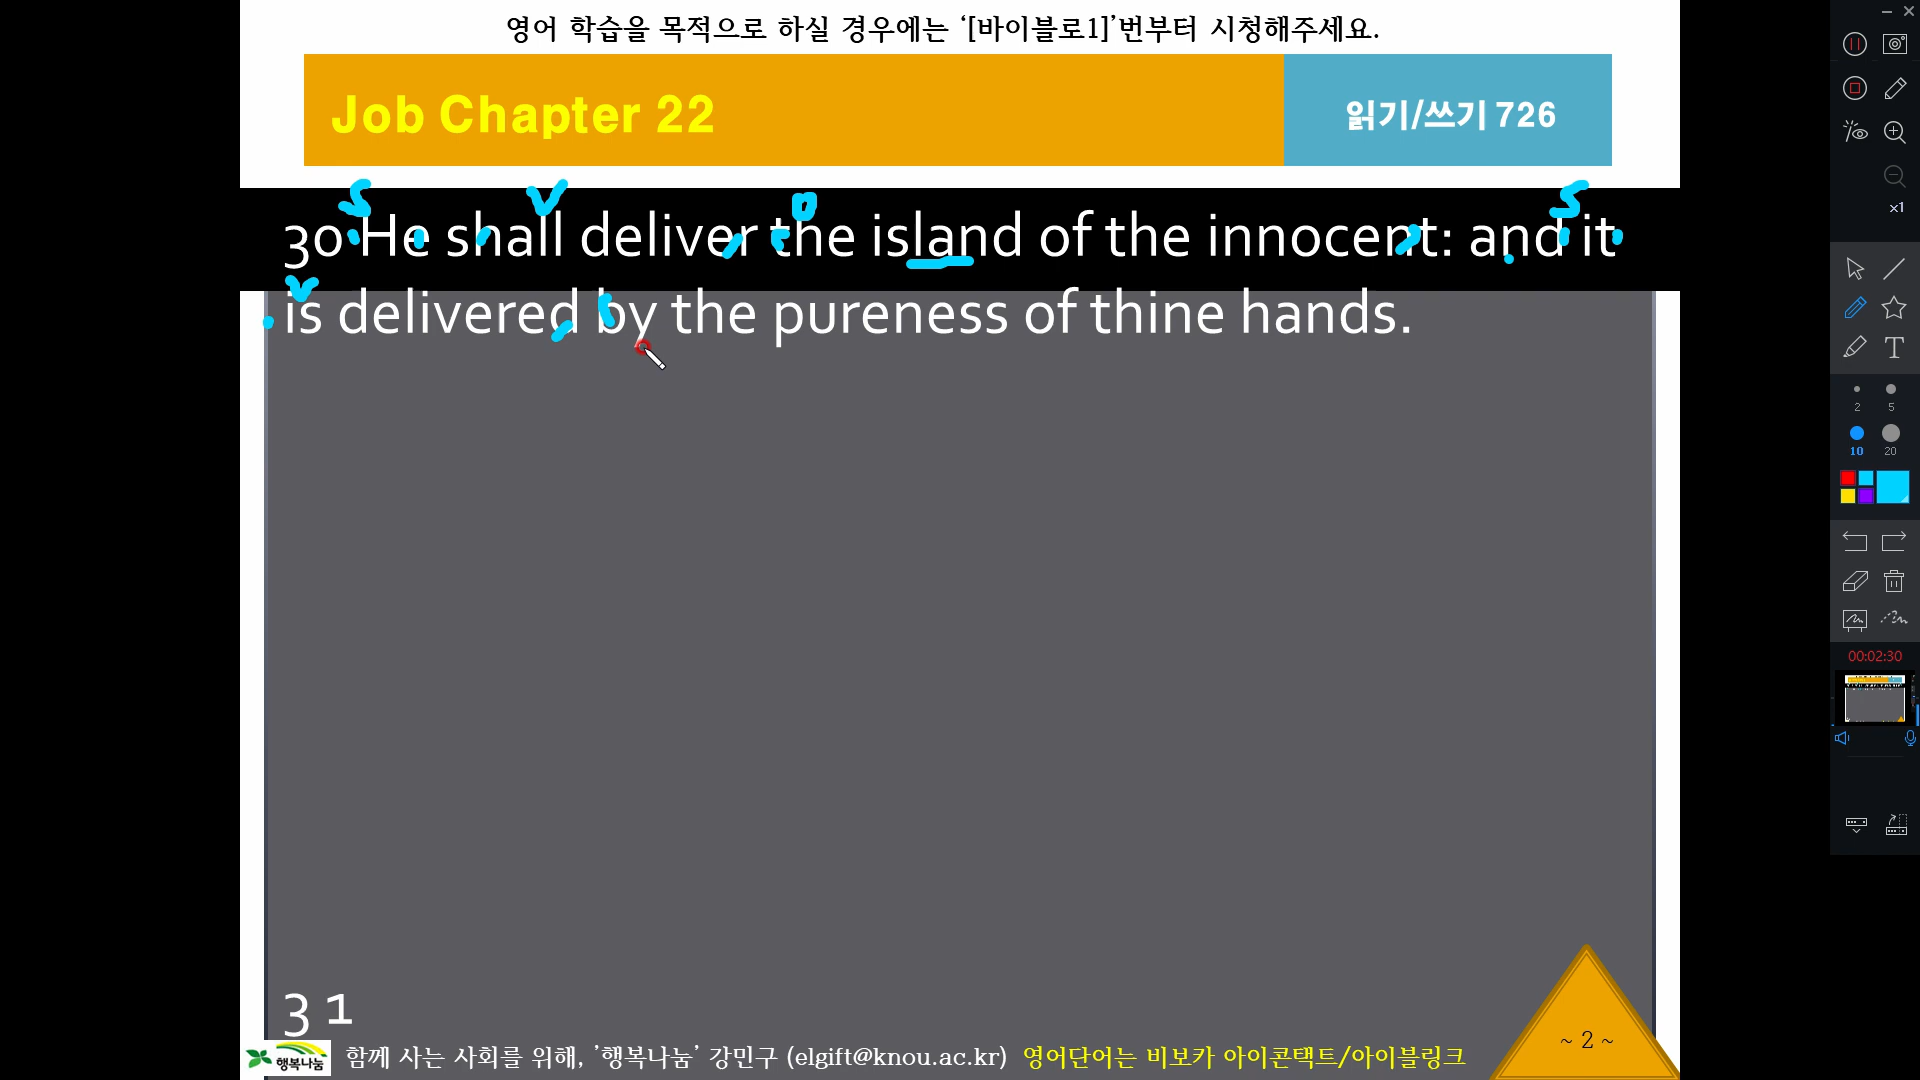 영어 학습을 목적으로 하실 경우에는 ‘[바이블로1]’번부터 시청해주세요.
Job Chapter 22
읽기/쓰기 726
S V O S
30 He shall deliver the island of the innocent: and it
V
is delivered by the pureness of thine hands.
x1
2 5
10 20
T
00:02:30
31
~ 2 ~
행복나눔 함께 사는 사회를 위해, ’행복나눔’ 강민구 (elgift@knou.ac.kr) 영어단어는 비보카 아이콘택트/아이블링크